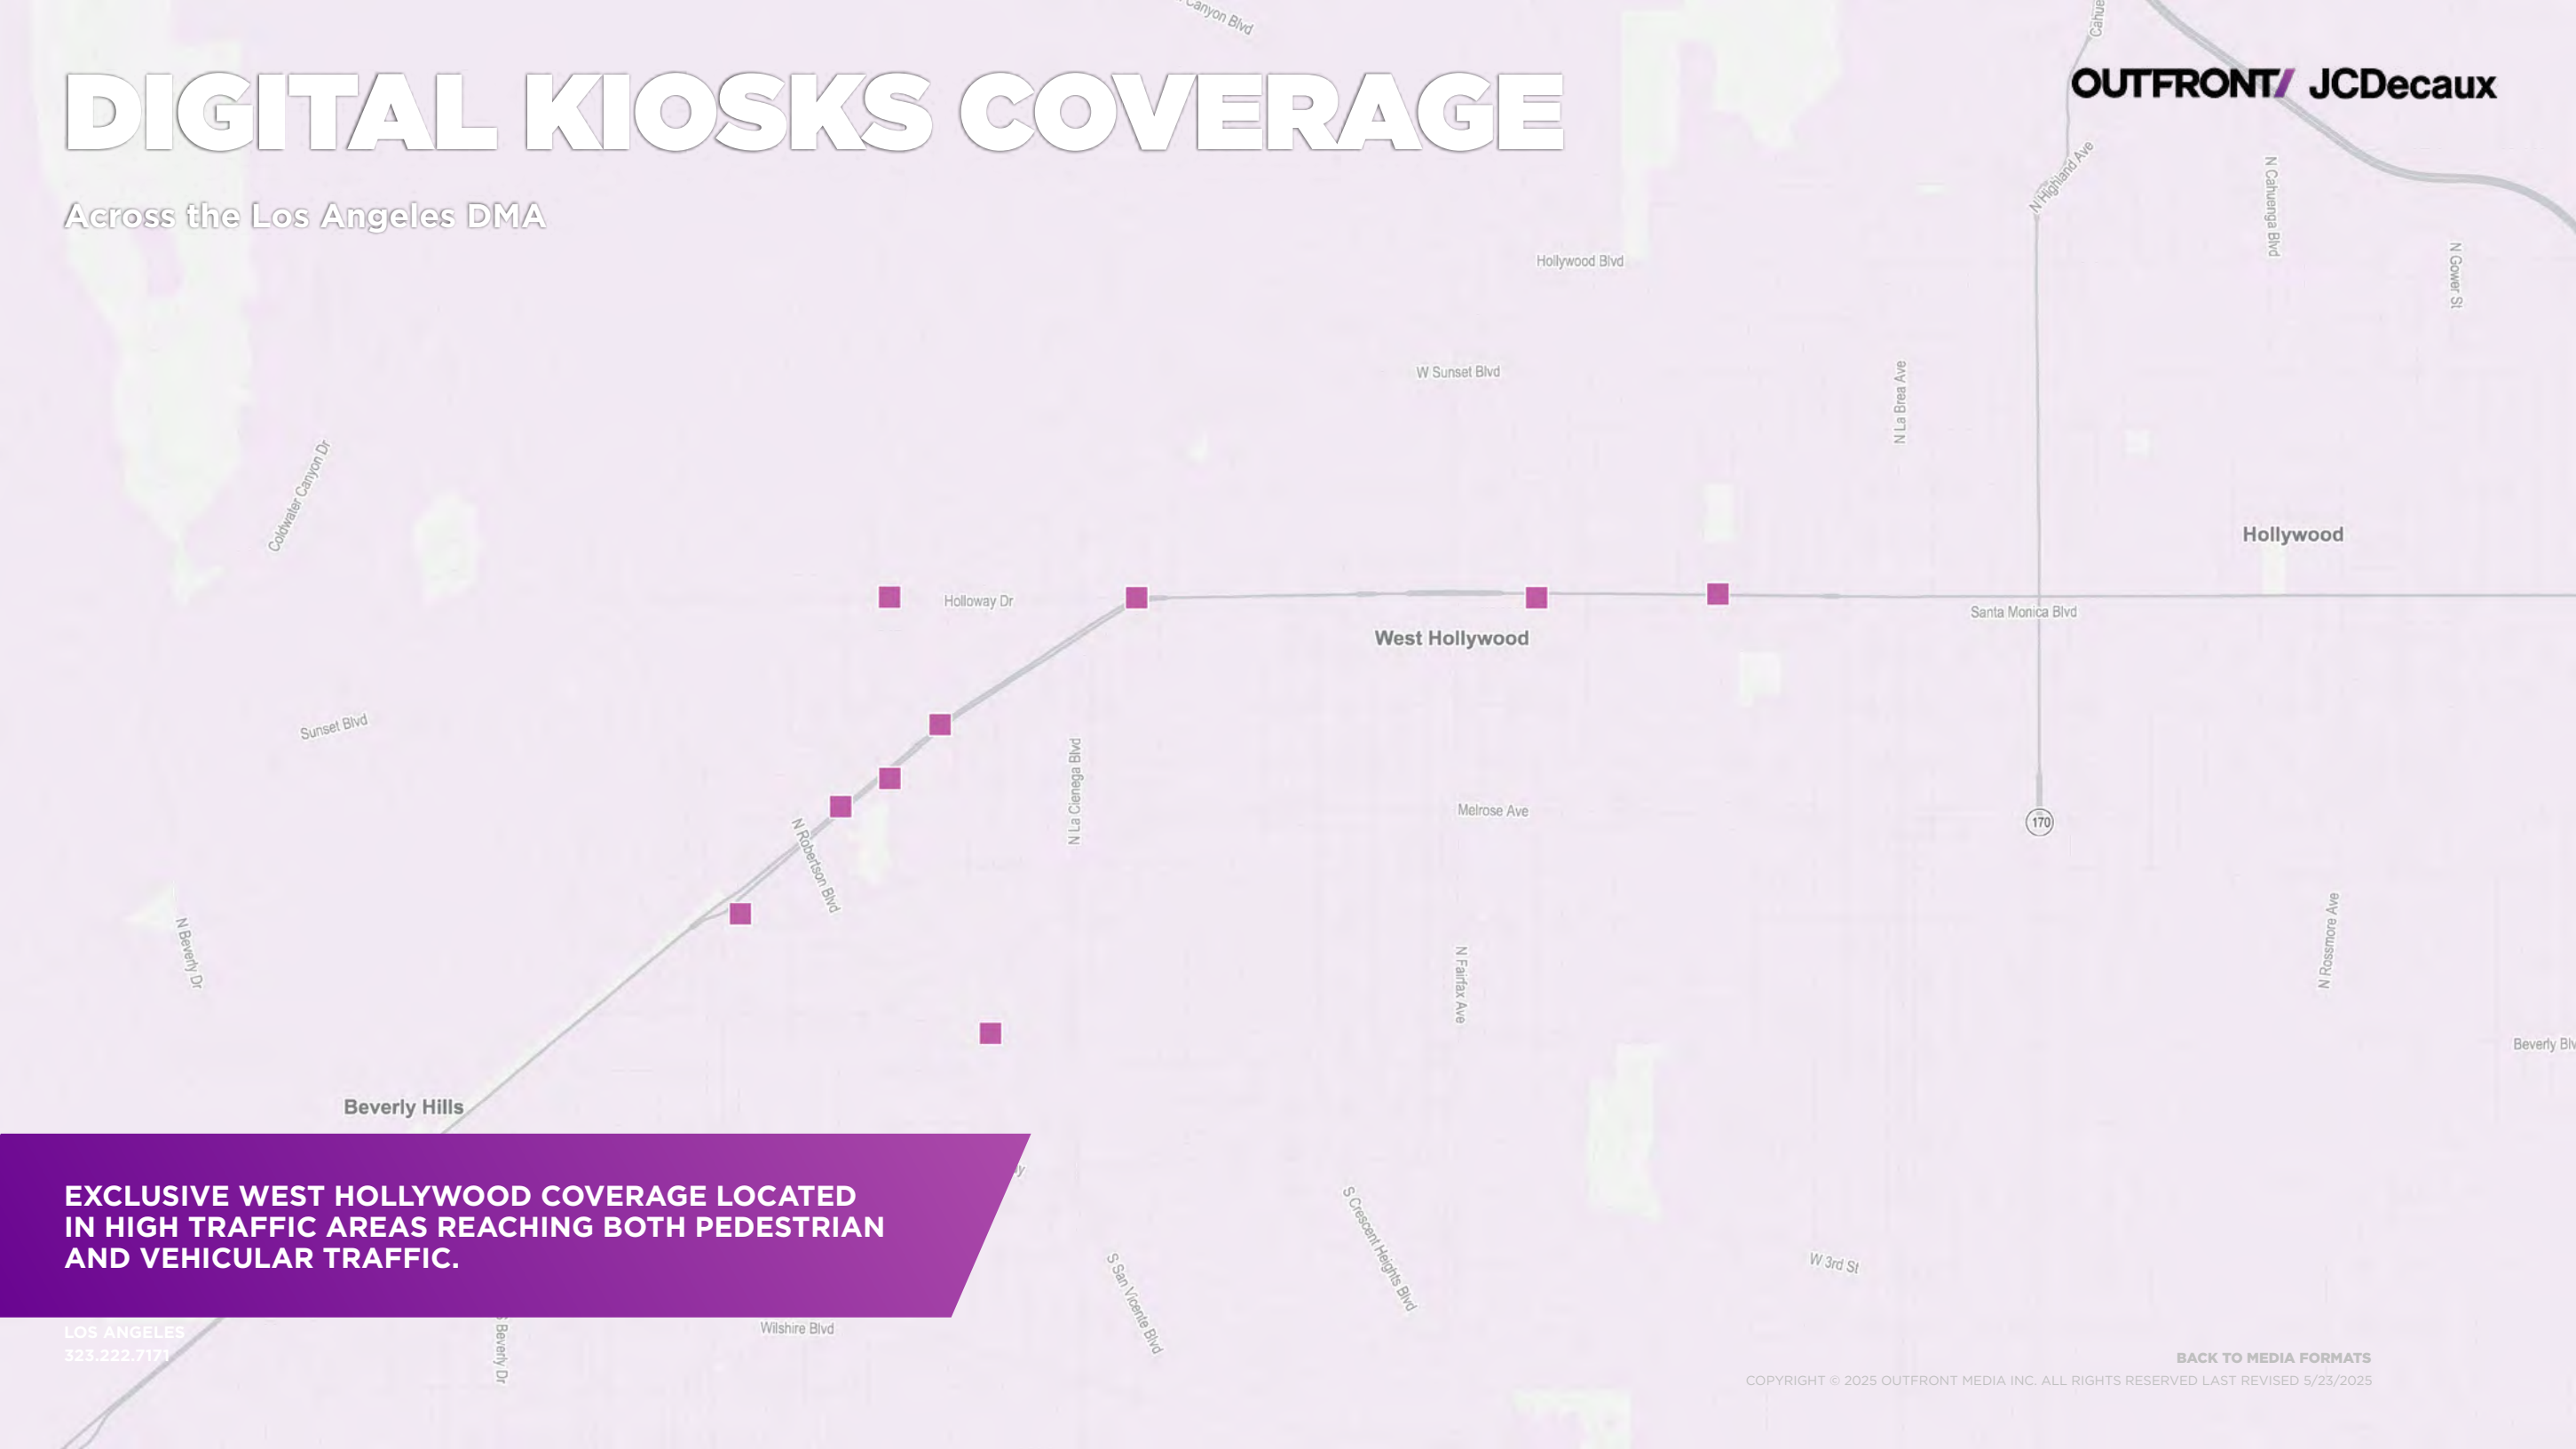 Canyon Blvd
Cahue
DIGITAL KIOSKS COVERAGE
OUTFRONT/ JCDecaux
Across the Los Angeles DMA
N Highland Ave
N Cahuenga Blvd
N Gower St
Hollywood Blvd
W Sunset Blvd
N La Brea Ave
Coldwater Canyon Dr
Hollywood
Holloway Dr
Santa Monica Blvd
West Hollywood
Sunset Blvd
N La Cienega Blvd
Melrose Ave
170
N Robertson Blvd
N Beverly Dr
N Fairfax Ave
N Rossmore Ave
Beverly Blv
Beverly Hills
EXCLUSIVE WEST HOLLYWOOD COVERAGE LOCATED
IN HIGH TRAFFIC AREAS REACHING BOTH PEDESTRIAN
AND VEHICULAR TRAFFIC.
S Crescent Heights Blvd
S San Vicente Blvd
W 3rd St
LOS ANGELES
323.222.7171
S Beverly Dr
Wilshire Blvd
BACK TO MEDIA FORMATS
COPYRIGHT © 2025 OUTFRONT MEDIA INC. ALL RIGHTS RESERVED LAST REVISED 5/23/2025